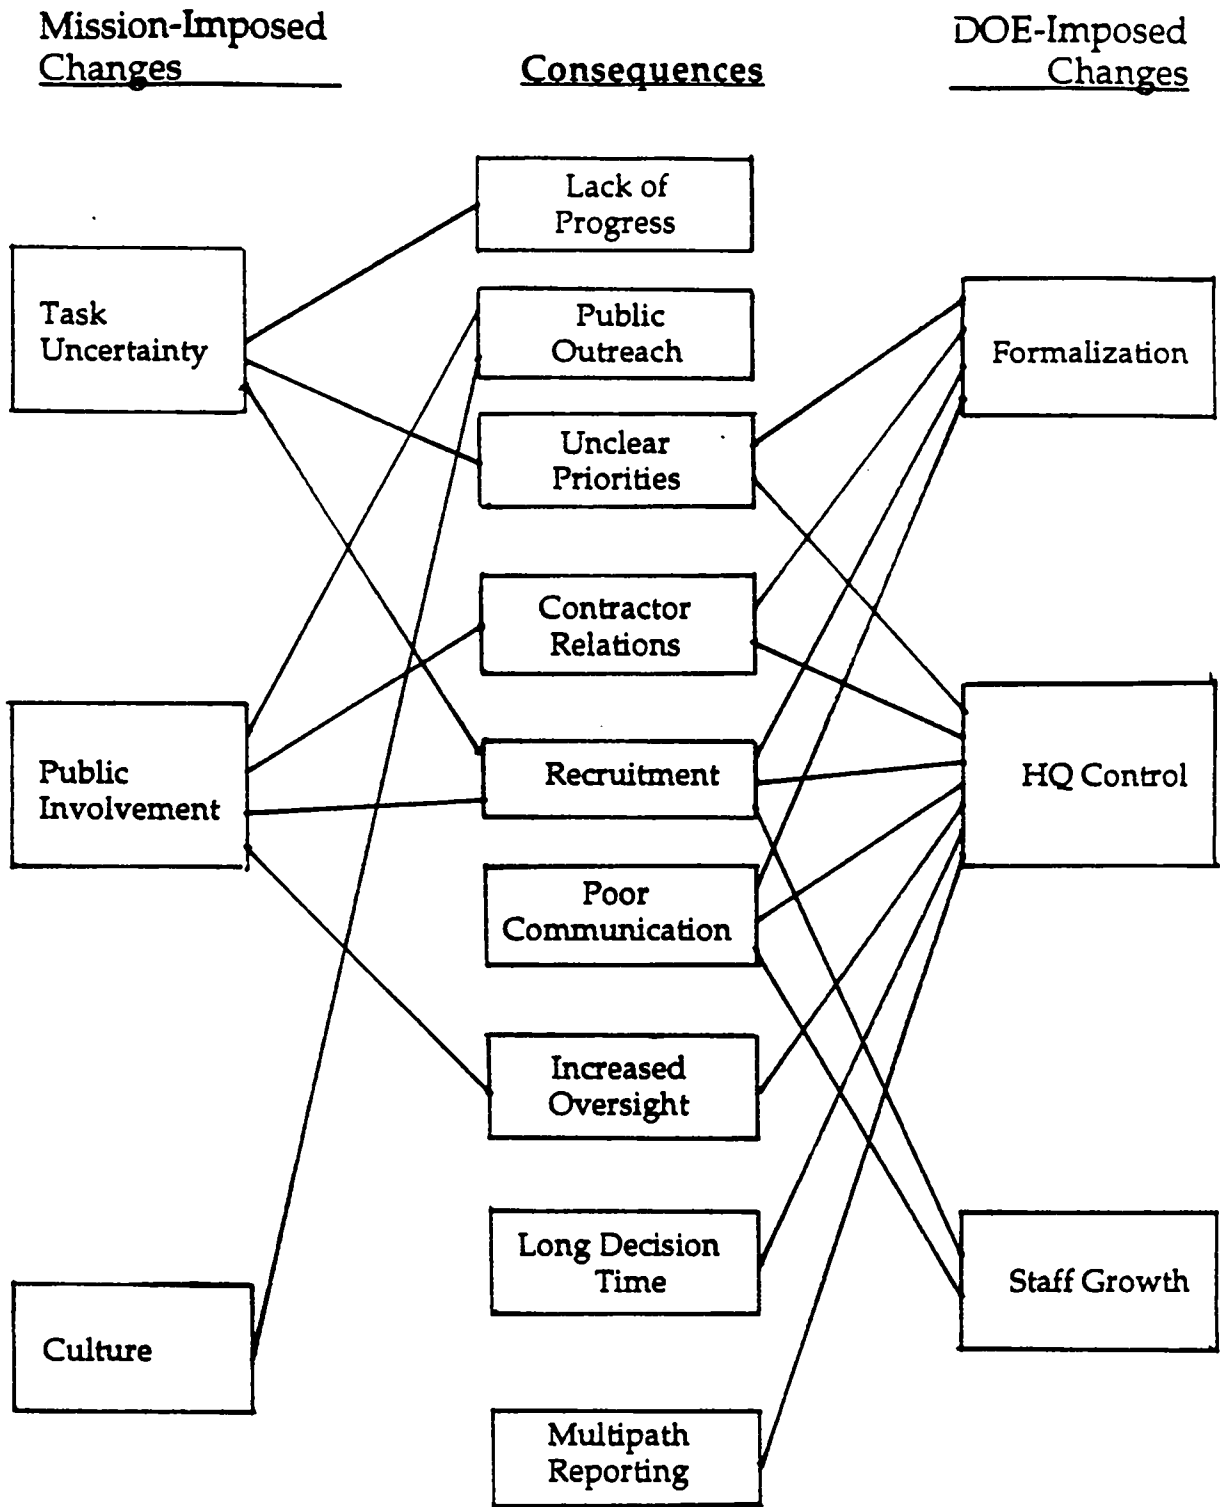 Mission-Imposed
Changes
Consequences
DOE-Imposed
Changes
Lack of
Progress
Task
Uncertainty
Public
Outreach
Formalization
Unclear
Priorities
Contractor
Relations
Public
Involvement
Recruitment
HQ Control
Poor
Communication
Increased
Oversight
Long Decision
Time
Staff Growth
Culture
Multipath
Reporting